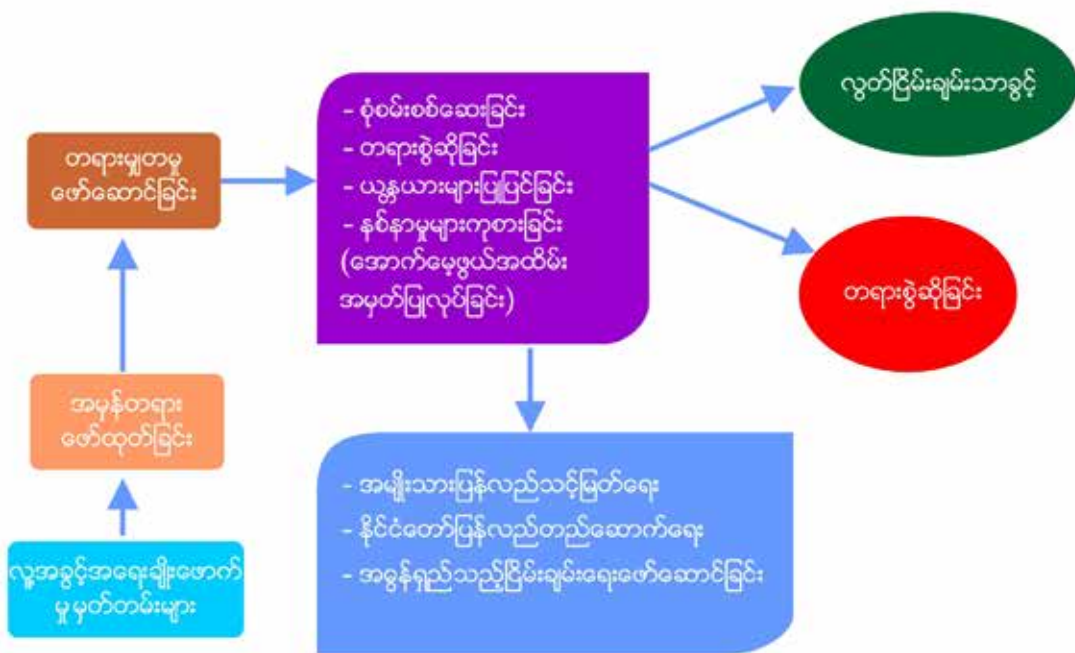 လွတ်ငြိမ်းချမ်းသာခွင့်
- စုံစမ်းစစ်ဆေးခြင်း
- တရားစွဲဆိုခြင်း
- ယန္တယားများပြုပြင်ခြင်း
- နစ်နာမှုများကုစားခြင်း
(အောက်မေ့ဖွယ်အထိမ်း
အမှတ်ပြုလုပ်ခြင်း)
တရားမျှတမှု
ဖော်ဆောင်ခြင်း
တရားစွဲဆိုခြင်း
အမှန်တရား
ဖော်ထုတ်ခြင်း
- အမျိုးသားပြန်လည်သင့်မြတ်ရေး
- နိုင်ငံတော်ပြန်လည်တည်ဆောက်ရေး
- အဓွန်ရှည်သည့်ငြိမ်းချမ်းရေးဖော်ဆောင်ခြင်း
လူ့အခွင့်အရေးချိုးဖောက်
မှု မှတ်တမ်းများ